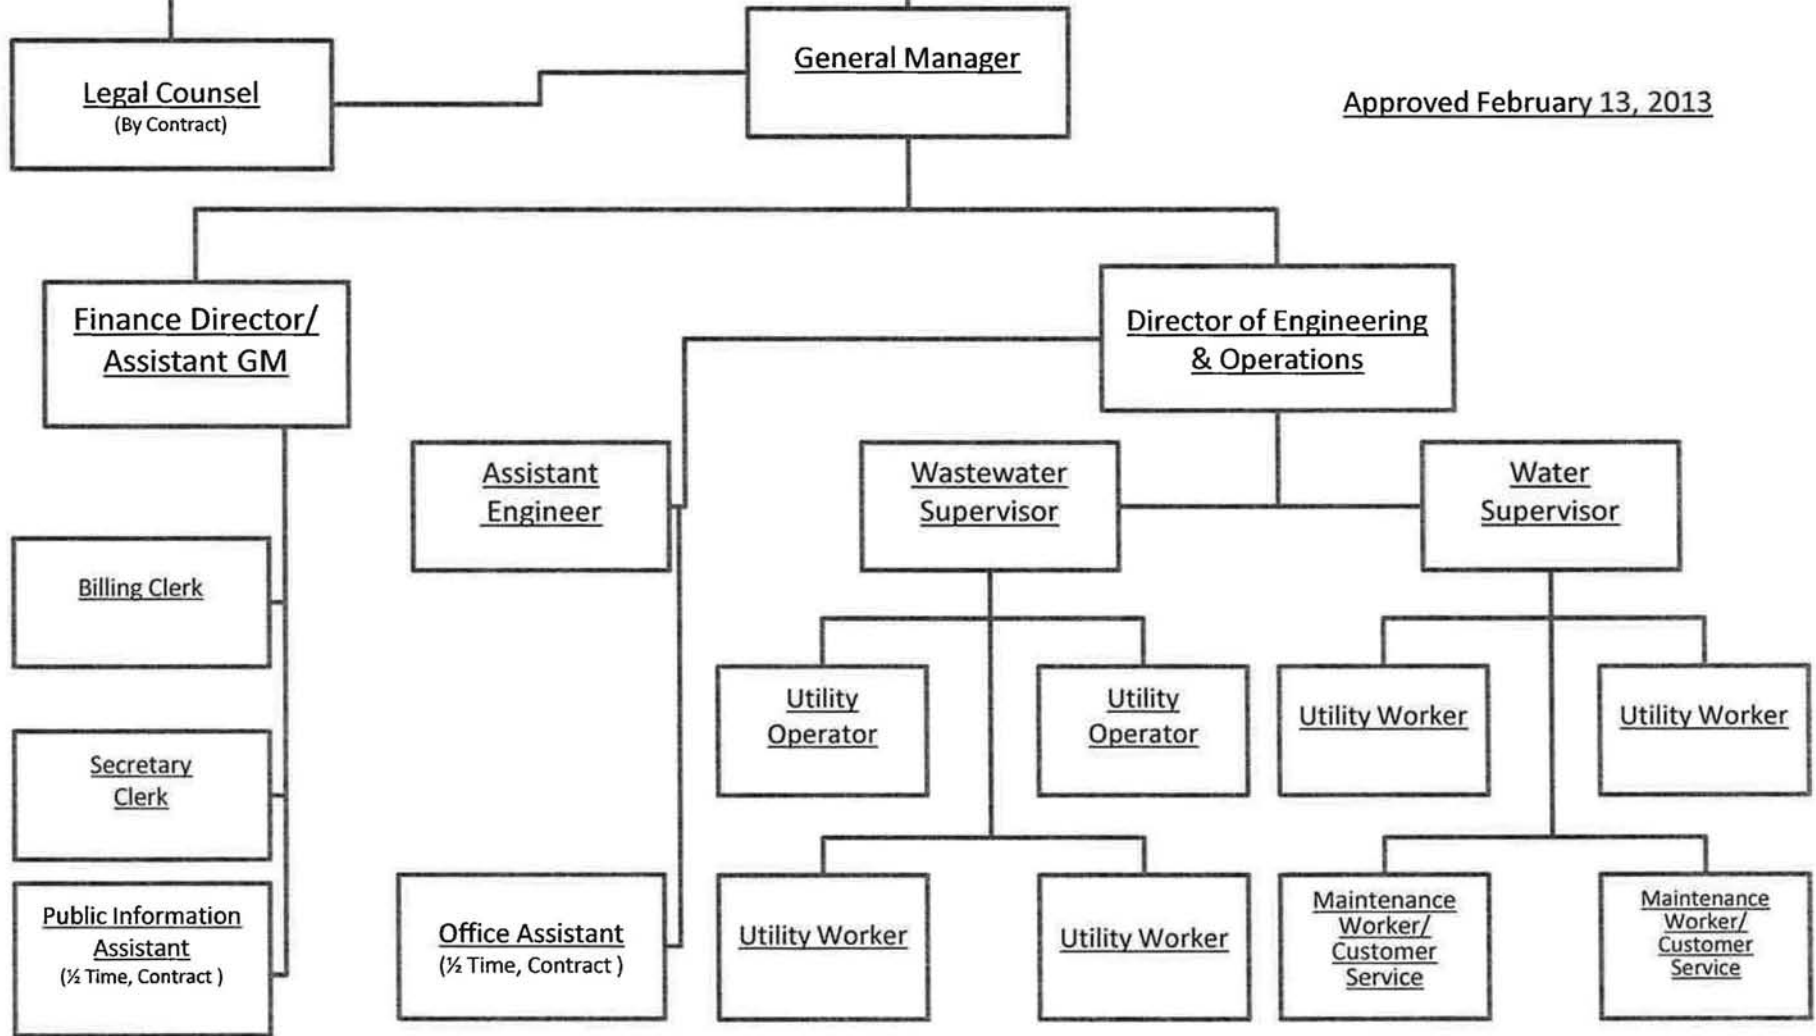 General Manager
Legal Counsel
(By Contract)
Approved February 13, 2013
Finance Director/
Assistant GM
Director of Engineering
& Operations
Assistant
Engineer
Wastewater
Supervisor
Water
Supervisor
Billing Clerk
Utility
Operator
Utility
Operator
Utility Worker
Utility Worker
Secretary
Clerk
Public Information
Assistant
(½ Time, Contract )
Office Assistant
(½ Time, Contract )
Utility Worker
Utility Worker
Maintenance
Worker/
Customer
Service
Maintenance
Worker/
Customer
Service